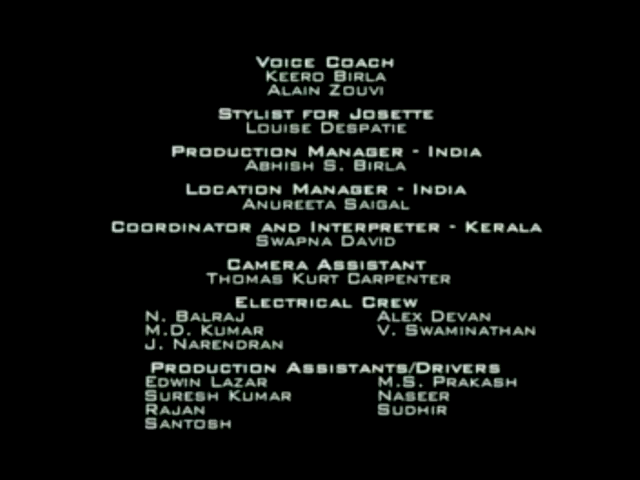 Voice Coach
Keero Birla
Alain Zouvi
Stylist for Josette
Louise Despatie
Production Manager - India
Abhish S. Birla
Location Manager - India
Anureeta Saigal
Coordinator and Interpreter - Kerala
Swapna David
Camera Assistant
Thomas Kurt Carpenter
Electrical Crew
N. Balraj Alex Devan
M.D. Kumar V. Swaminathan
J. Narendran
Production Assistants/Drivers
Edwin Lazar M.S. Prakash
Suresh Kumar Naseer
Rajan Sudhir
Santosh